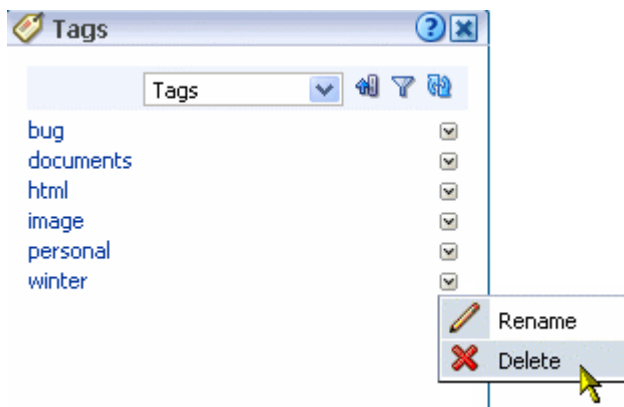 Tags
?
Tags
bug
documents
html
image
personal
winter
Rename
Delete